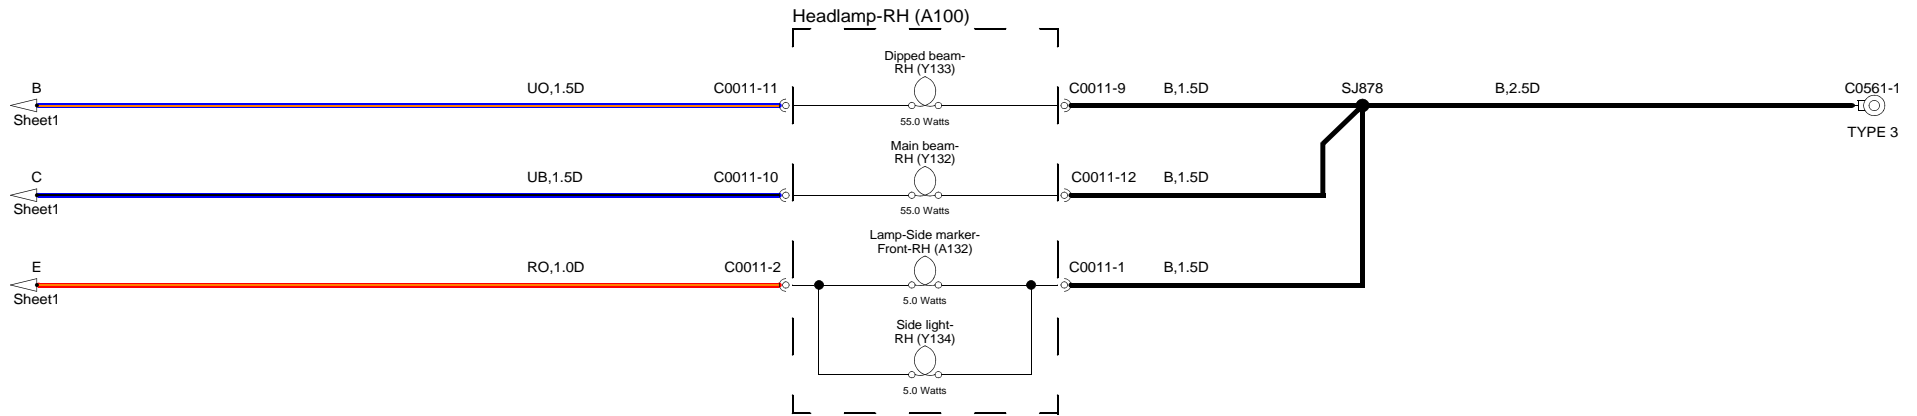 Headlamp-RH (A100)
Dipped beam-
RH (Y133)
B
UO,1.5D
C0011-11
C0011-9
B,1.5D
SJ878
B,2.5D
C0561-1
Sheet1
55.0 Watts
TYPE 3
Main beam-
RH (Y132)
C
UB,1.5D
C0011-10
C0011-12
B,1.5D
Sheet1
55.0 Watts
Lamp-Side marker-
Front-RH (A132)
E
RO,1.0D
C0011-2
C0011-1
B,1.5D
Sheet1
5.0 Watts
Side light-
RH (Y134)
5.0 Watts